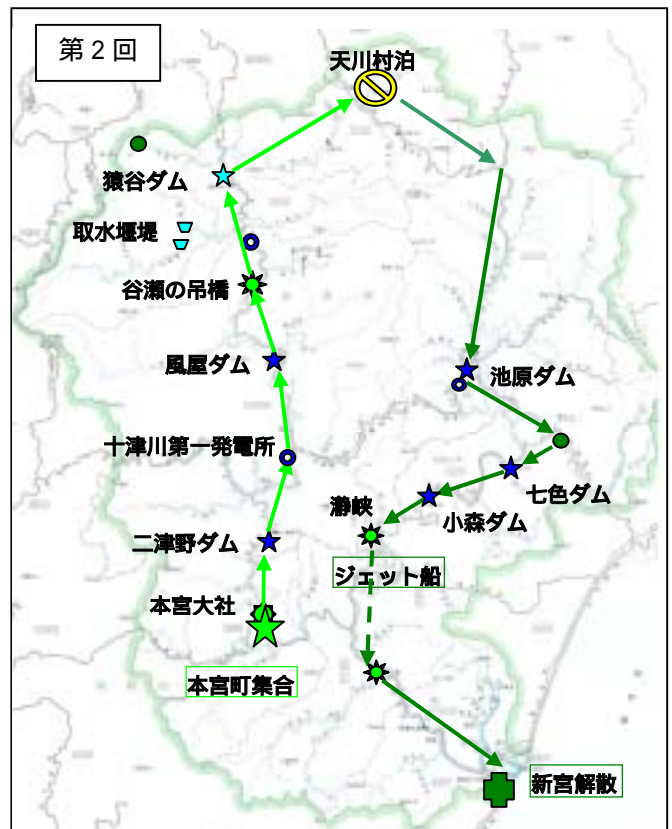 第2回
天川村泊
猿谷ダム
取水堰堤
谷瀬の吊橋
風屋ダム
池原ダム
十津川第一発電所
七色ダム
小森ダム
瀞峡
二津野ダム
ジェット船
本宮大社
本宮町集合
新宮解散